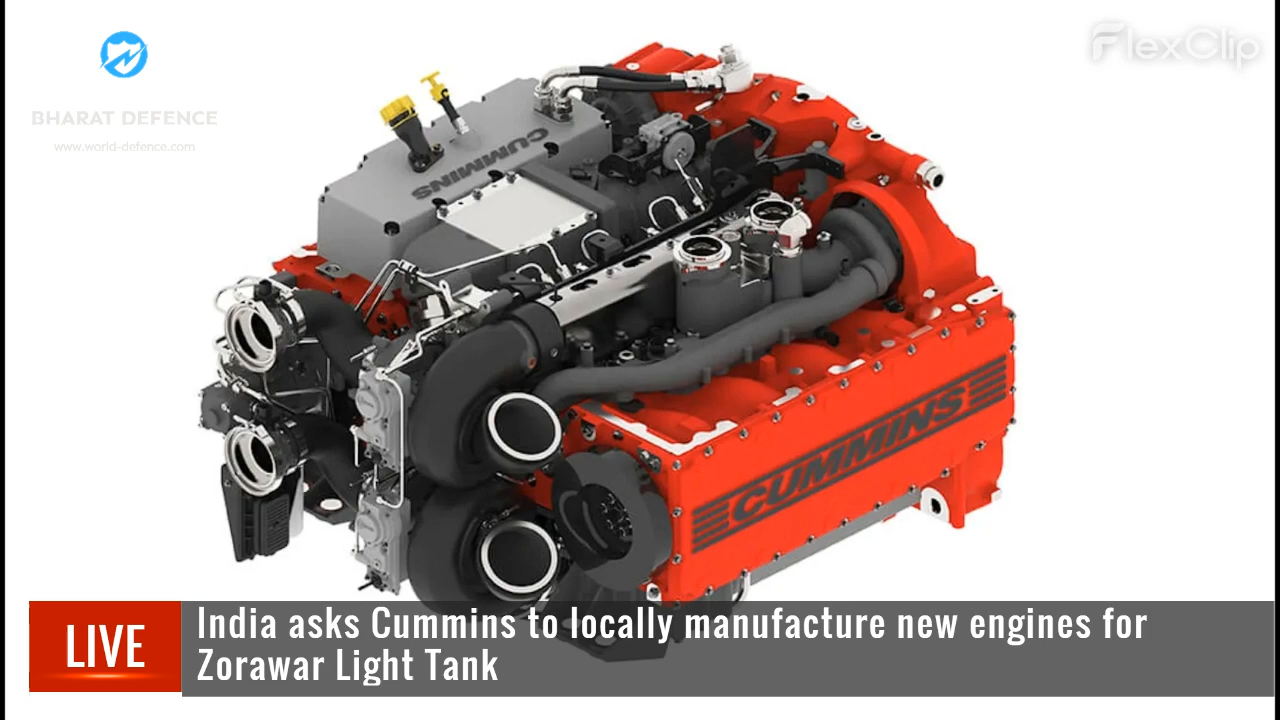 BHARAT DEFENCE
www.world-defence.com
FlexClip
CUMMINS
CUMMINS
LIVE
India asks Cummins to locally manufacture new engines for
Zorawar Light Tank